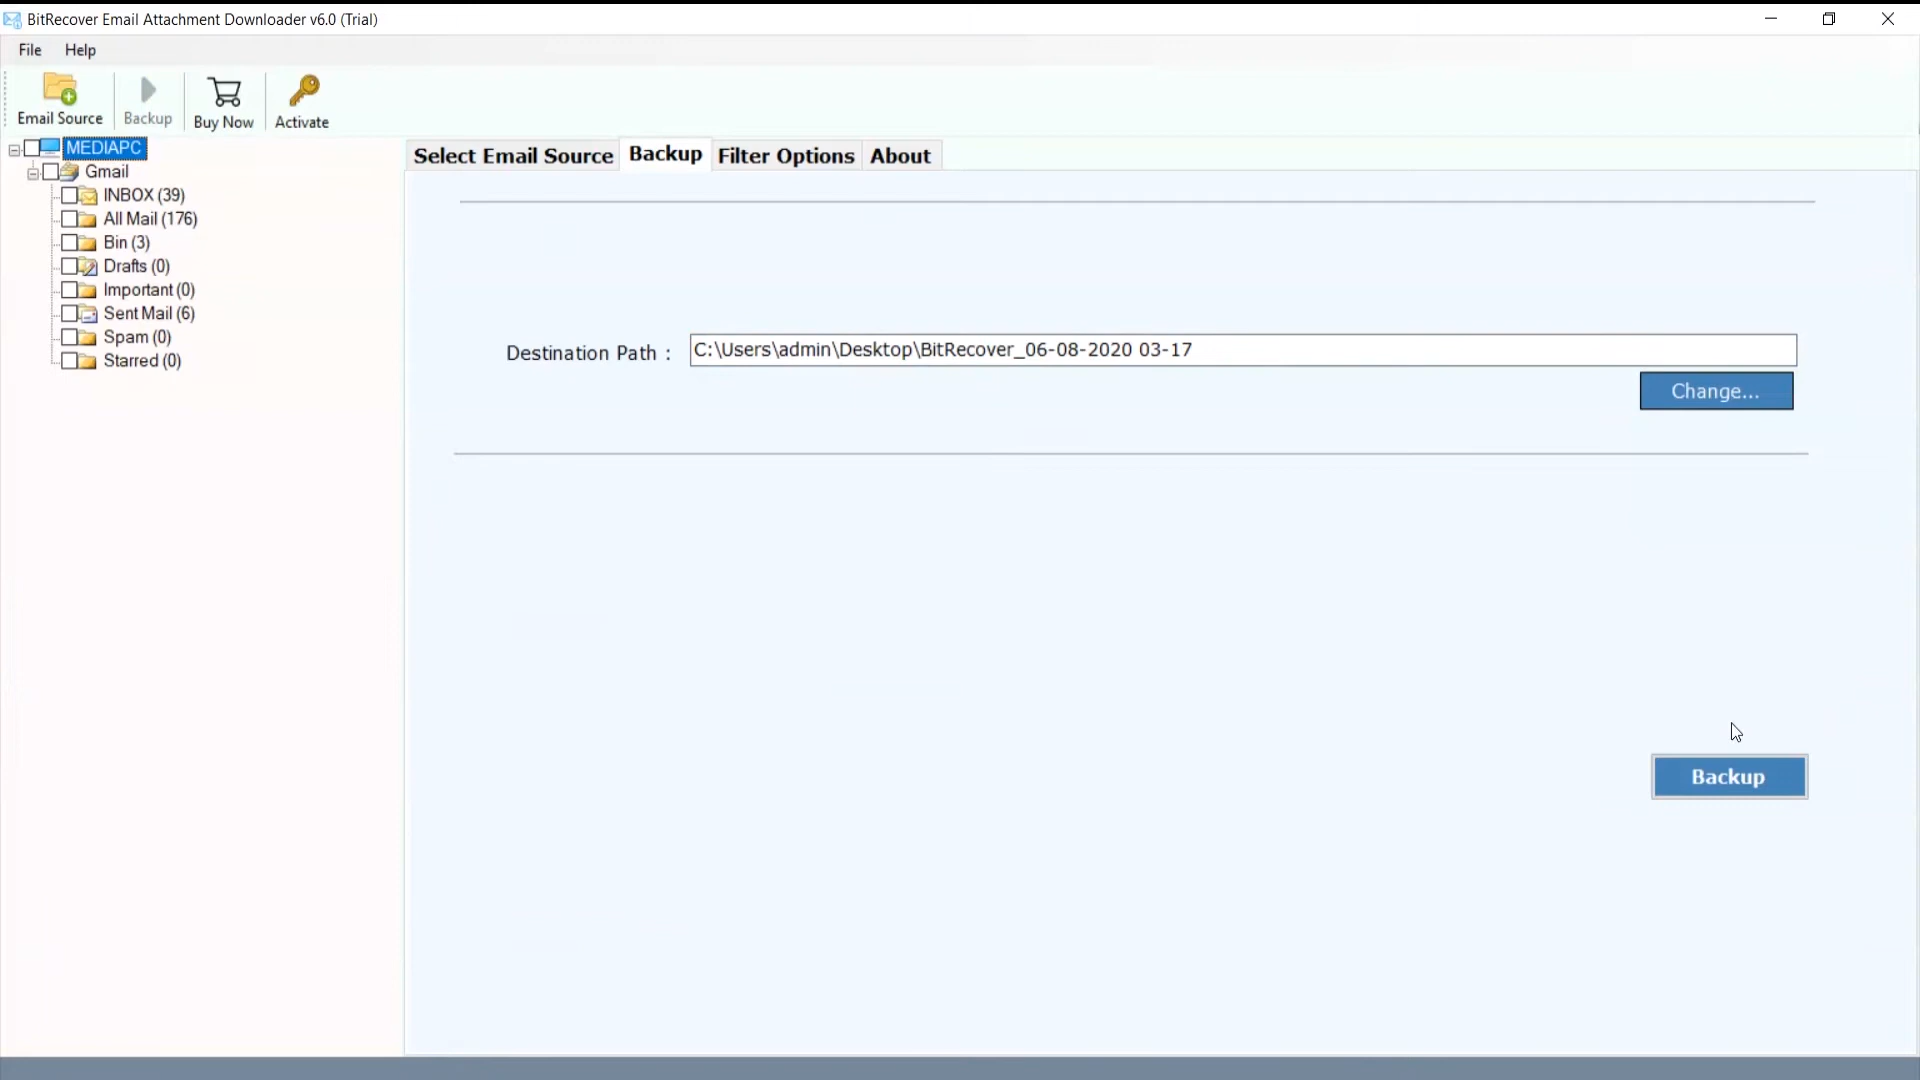 BitRecover Email Attachment Downloader v6.0 (Trial)
File Help
Email Source Backup Buy Now Activate
MEDIAPC
Gmail
INBOX (39)
All Mail (176)
Bin (3)
Drafts (0)
Important (0)
Sent Mail (6)
Spam (0)
Starred (0)
Select Email Source Backup Filter Options About
Destination Path : C:\Users\admin\Desktop\BitRecover_06-08-2020 03-17
Change...
Backup